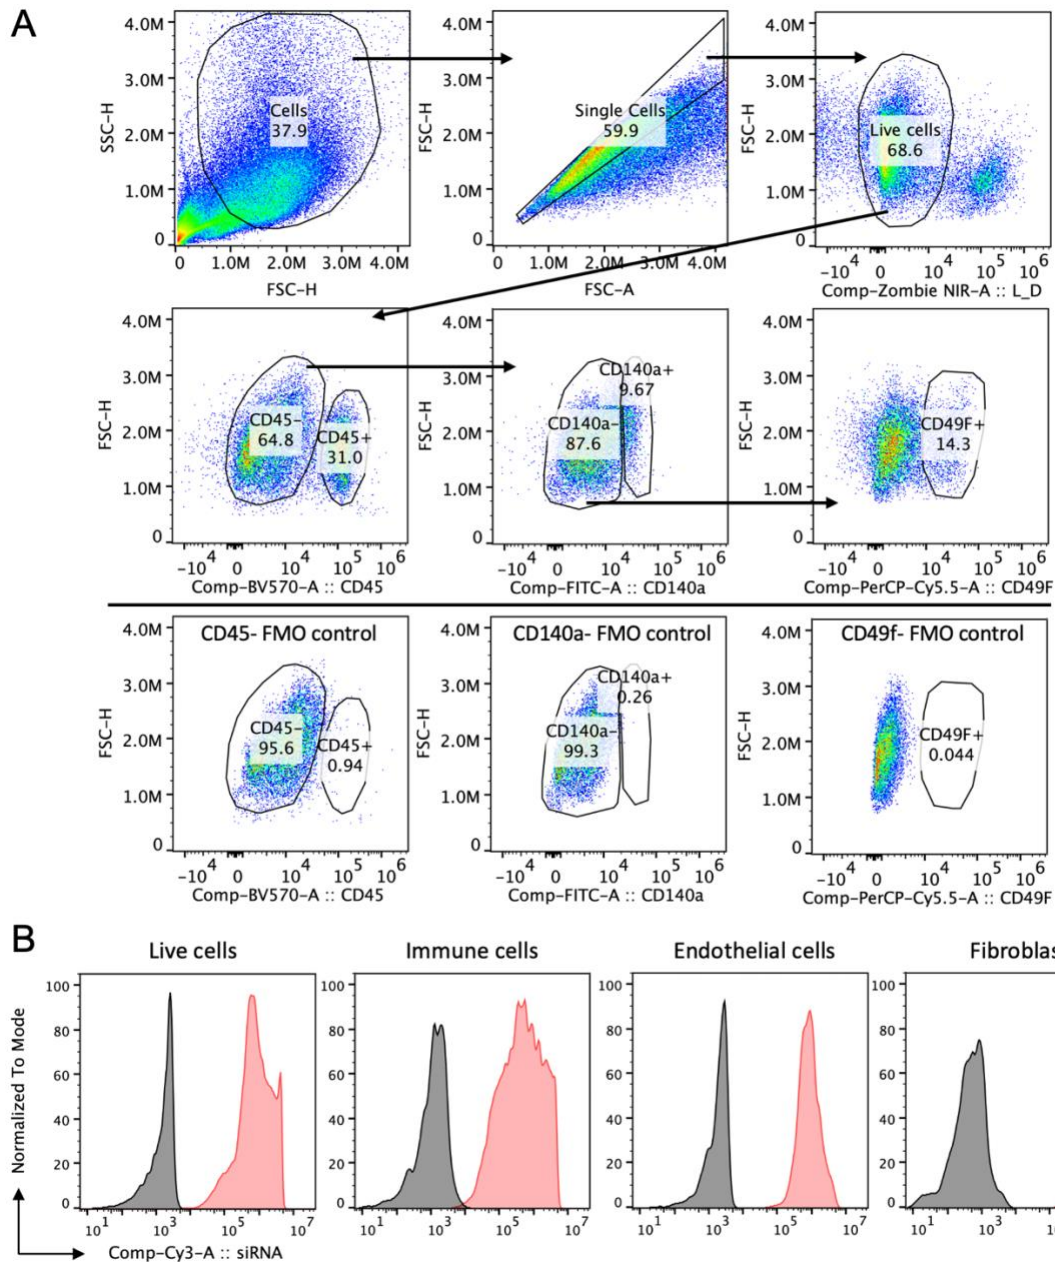 A
4.0M
3.0M
2.0M
1.0M
0
SSC-H
Cells
37.9
0 1.0M 2.0M 3.0M 4.0M
FSC-H
4.0M
3.0M
2.0M
1.0M
0
FSC-H
Single Cells
59.9
0 1.0M 2.0M 3.0M 4.0M
FSC-A
4.0M
3.0M
2.0M
1.0M
0
FSC-H
Live cells
68.6
-10^4 0 10^4 10^5 10^6
Comp-Zombie NIR-A :: L_D
4.0M
3.0M
2.0M
1.0M
0
FSC-H
CD45-
64.8
CD45+
31.0
-10^4 0 10^4 10^5 10^6
Comp-BV570-A :: CD45
4.0M
3.0M
2.0M
1.0M
0
FSC-H
CD140a+
9.67
CD140a-
87.6
-10^4 0 10^4 10^5 10^6
Comp-FITC-A :: CD140a
4.0M
3.0M
2.0M
1.0M
0
FSC-H
CD49F+
14.3
-10^4 0 10^4 10^5 10^6
Comp-PerCP-Cy5.5-A :: CD49F
CD45- FMO control
4.0M
3.0M
2.0M
1.0M
0
FSC-H
CD45-
95.6
CD45+
0.94
-10^4 0 10^4 10^5 10^6
Comp-BV570-A :: CD45
CD140a- FMO control
4.0M
3.0M
2.0M
1.0M
0
FSC-H
CD140a+
0.26
CD140a-
99.3
-10^4 0 10^4 10^5 10^6
Comp-FITC-A :: CD140a
CD49f- FMO control
4.0M
3.0M
2.0M
1.0M
0
FSC-H
CD49F+
0.044
-10^4 0 10^4 10^5 10^6
Comp-PerCP-Cy5.5-A :: CD49F
B
Live cells
Normalized To Mode
100
80
60
40
20
0
10^1 10^3 10^5 10^7
Comp-Cy3-A :: siRNA
Immune cells
100
80
60
40
20
0
10^1 10^3 10^5 10^7
Endothelial cells
100
80
60
40
20
0
10^1 10^3 10^5 10^7
Fibroblas
100
80
60
40
20
0
10^1 10^3